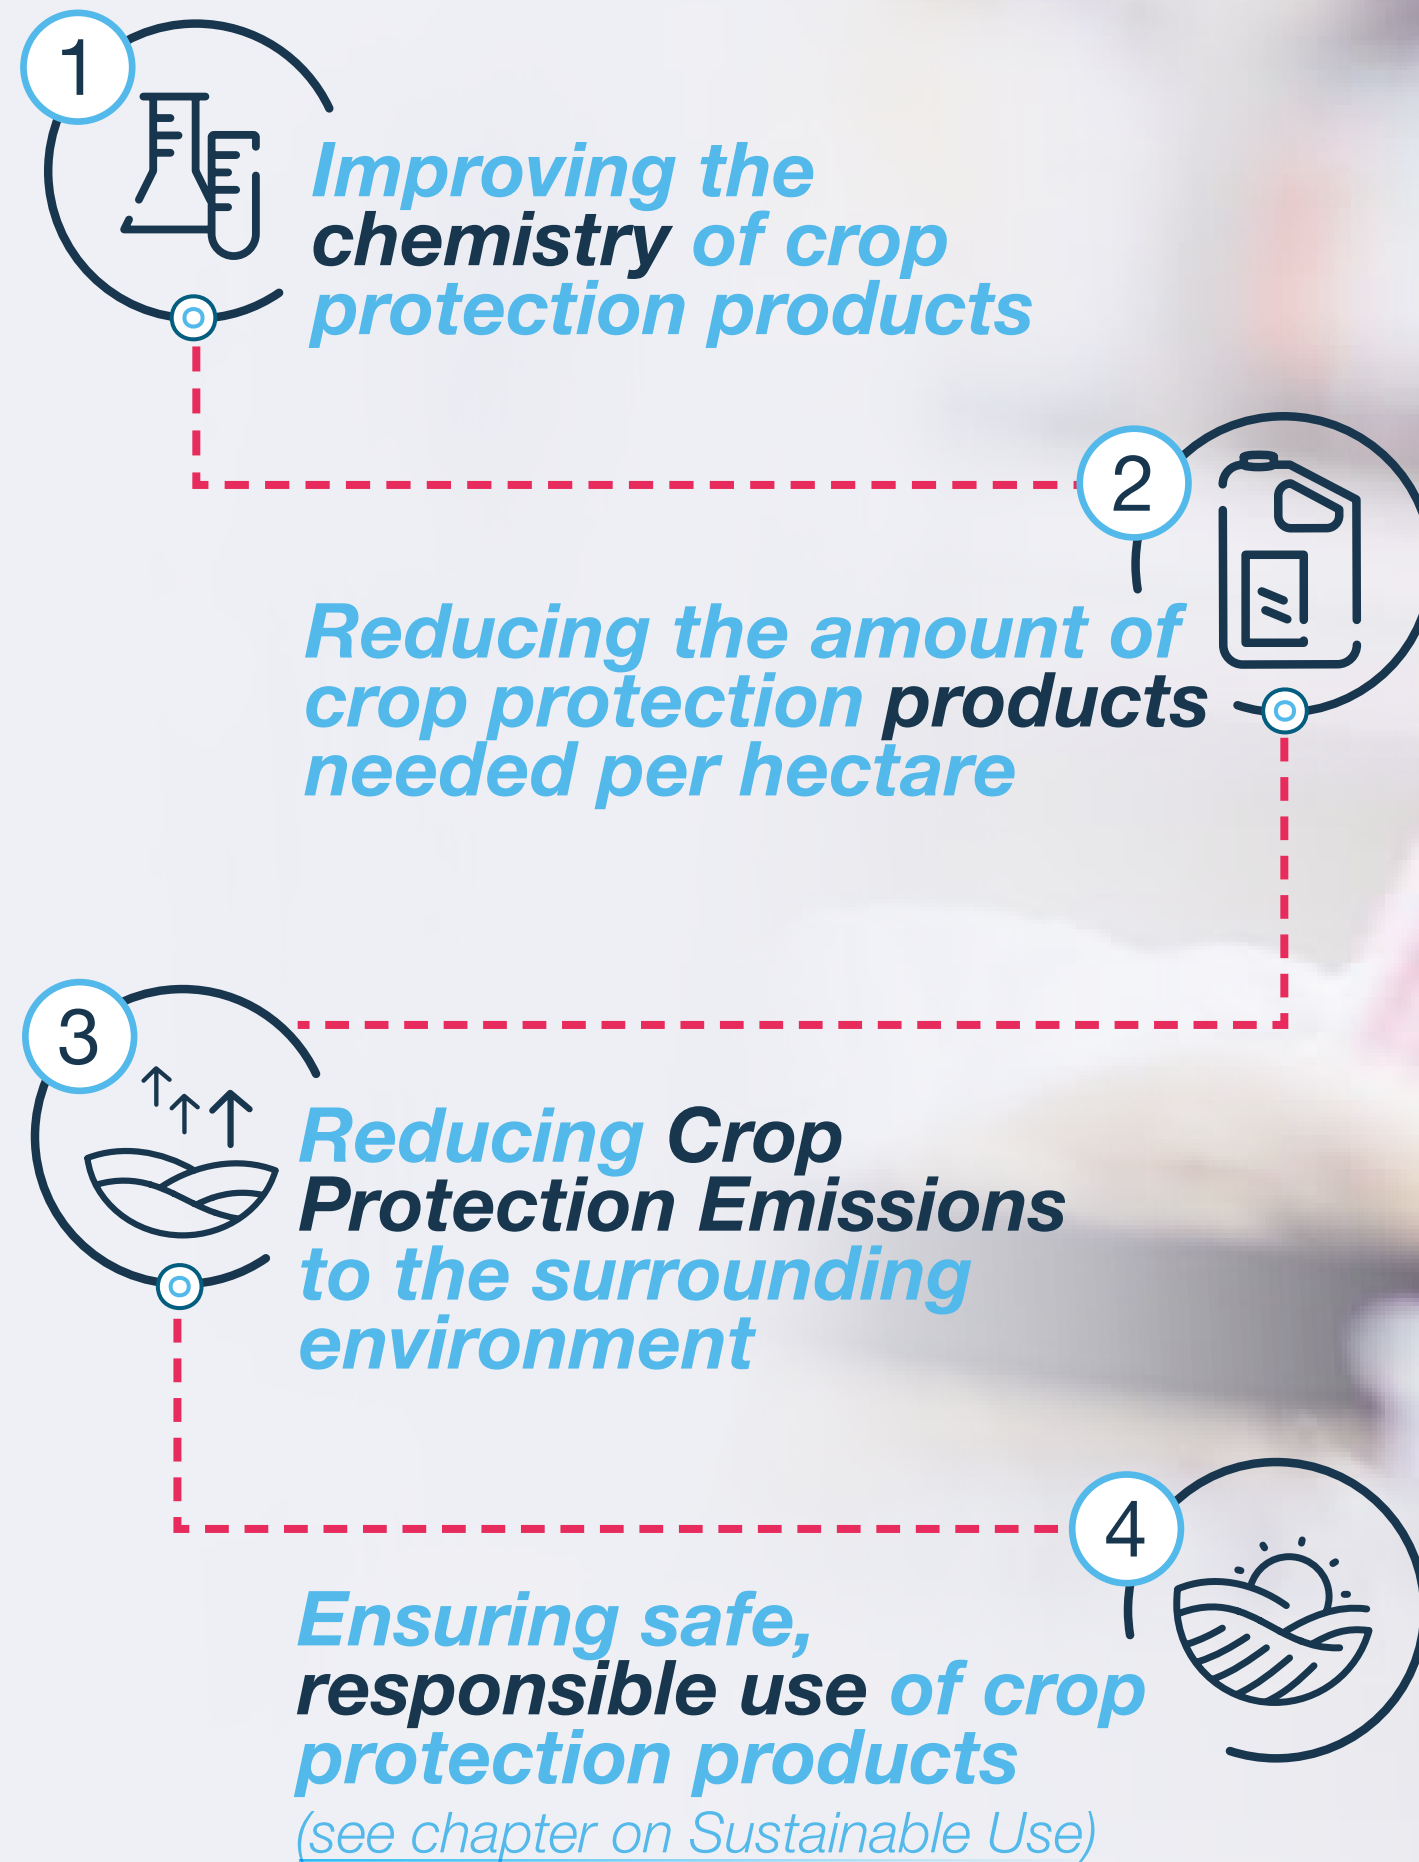 1
Improving the
chemistry of crop
protection products
2
Reducing the amount of
crop protection products
needed per hectare
3
Reducing Crop
Protection Emissions
to the surrounding
environment
4
Ensuring safe,
responsible use of crop
protection products
(see chapter on Sustainable Use)